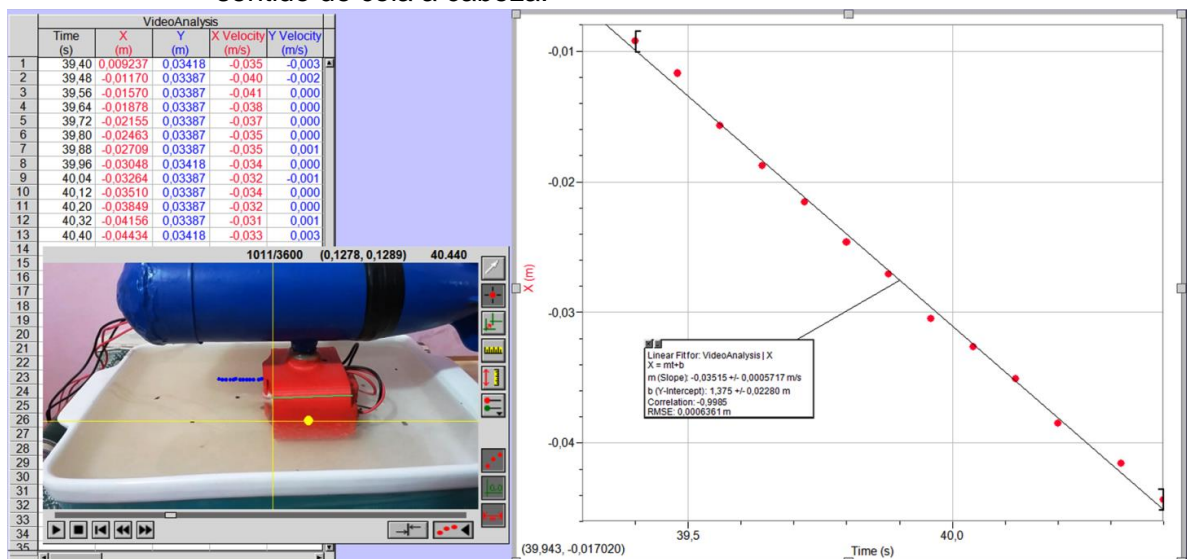 sentido de cola a cabeza.
VideoAnalysis
Time X Y X Velocity Y Velocity
(s) (m) (m) (m/s) (m/s)
1 39,40 0,009237 0,03418 -0,035 -0,003
2 39,48 -0,01170 0,03387 -0,040 -0,002
3 39,56 -0,01570 0,03387 -0,041 0,000
4 39,64 -0,01878 0,03387 -0,038 0,000
5 39,72 -0,02155 0,03387 -0,037 0,000
6 39,80 -0,02463 0,03387 -0,035 0,000
7 39,88 -0,02709 0,03387 -0,035 0,001
8 39,96 -0,03048 0,03418 -0,034 0,000
9 40,04 -0,03264 0,03387 -0,032 -0,001
10 40,12 -0,03510 0,03387 -0,034 0,000
11 40,20 -0,03849 0,03387 -0,032 0,000
12 40,32 -0,04156 0,03387 -0,031 0,001
13 40,40 -0,04434 0,03418 -0,033 0,003
14
15
16
17
18
19
20
21
22
23
24
25
26
27
28
29
30
31
32
33
34
35
1011/3600 (0,1278, 0,1289) 40.440
X (m)
-0,01
-0,02
-0,03
-0,04
Linear Fit for: VideoAnalysis | X
X = mt+b
m (Slope): -0,03515 +/- 0,0005717 m/s
b (Y-Intercept): 1,375 +/- 0,02280 m
Correlation: -0,9985
RMSE: 0,0006361 m
39,5 40,0
(39,943, -0,017020)
Time (s)